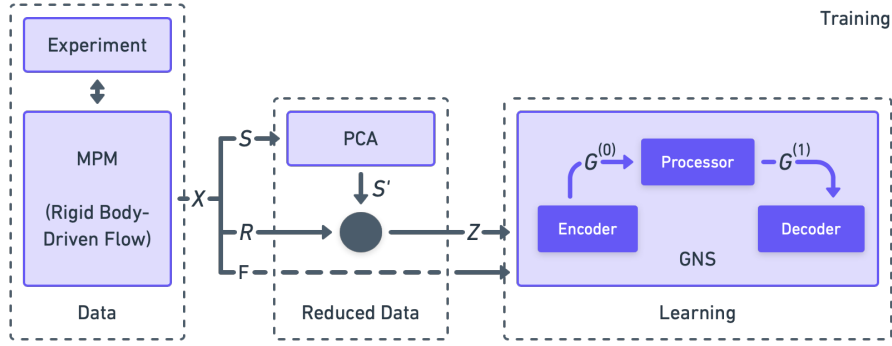 Training
Experiment
MPM
(Rigid Body-
Driven Flow)
Data
X
S
R
F
PCA
S'
Reduced Data
Z
G(0)
Processor
G(1)
Encoder
Decoder
GNS
Learning